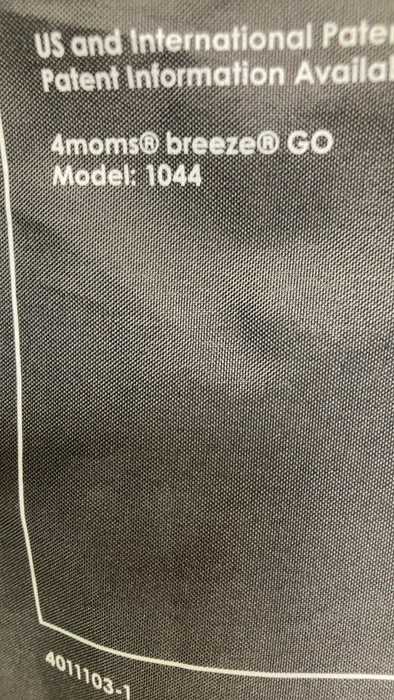 US and International
Patent Information
4moms® breeze® GO
Model: 1044
4011103-1